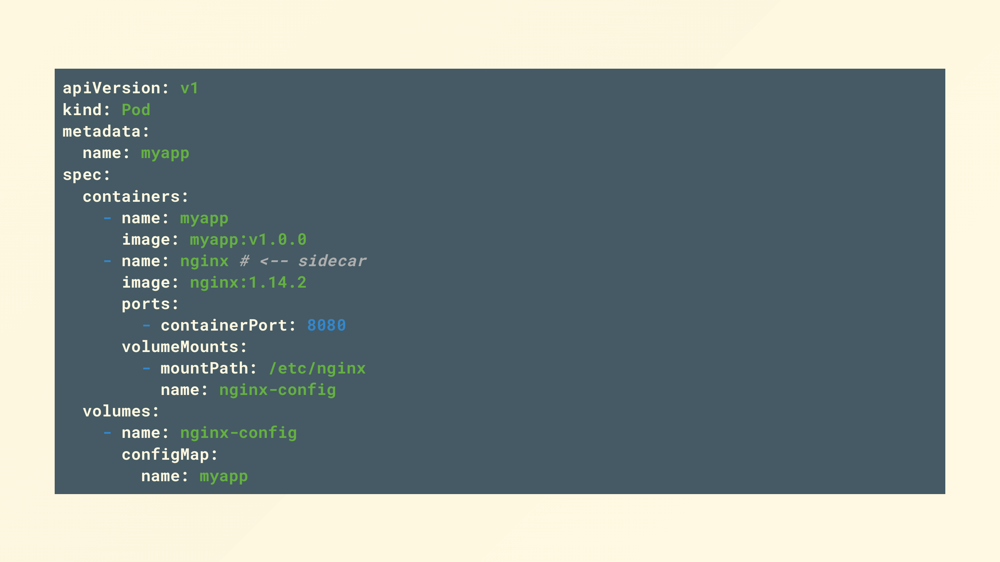 apiVersion: v1
kind: Pod
metadata:
  name: myapp
spec:
  containers:
    - name: myapp
      image: myapp:v1.0.0
    - name: nginx # <-- sidecar
      image: nginx:1.14.2
      ports:
        - containerPort: 8080
      volumeMounts:
        - mountPath: /etc/nginx
          name: nginx-config
  volumes:
    - name: nginx-config
      configMap:
        name: myapp